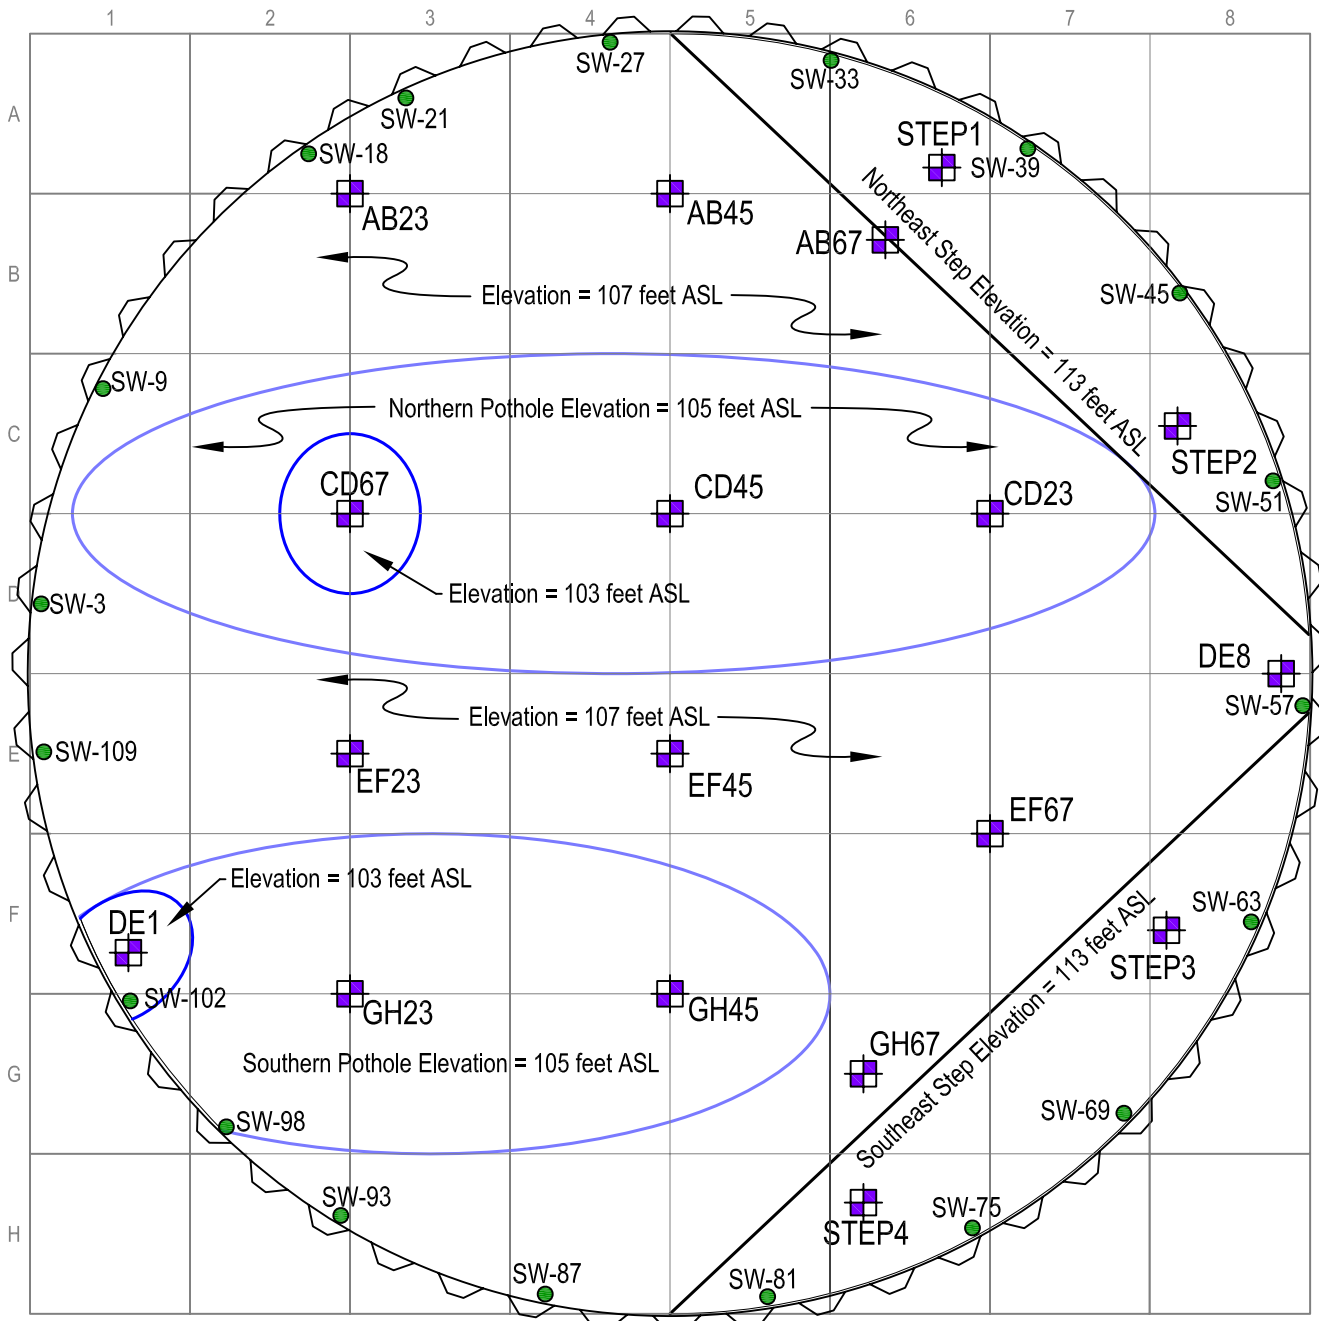 1 2 3 4 5 6 7 8
SW-27
SW-33
A
SW-21
STEP1
SW-18
SW-39
AB23
AB45
AB67
Northeast Step Elevation = 113 feet ASL
B
Elevation = 107 feet ASL
SW-45
SW-9
Northern Pothole Elevation = 105 feet ASL
C
STEP2
CD67
CD45
CD23
SW-51
D
Elevation = 103 feet ASL
SW-3
DE8
SW-57
Elevation = 107 feet ASL
E
SW-109
EF23
EF45
EF67
Elevation = 103 feet ASL
F
DE1
SW-63
STEP3
SW-102
GH23
GH45
GH67
Southeast Step Elevation = 113 feet ASL
Southern Pothole Elevation = 105 feet ASL
G
SW-98
SW-69
SW-93
SW-75
H
STEP4
SW-87
SW-81